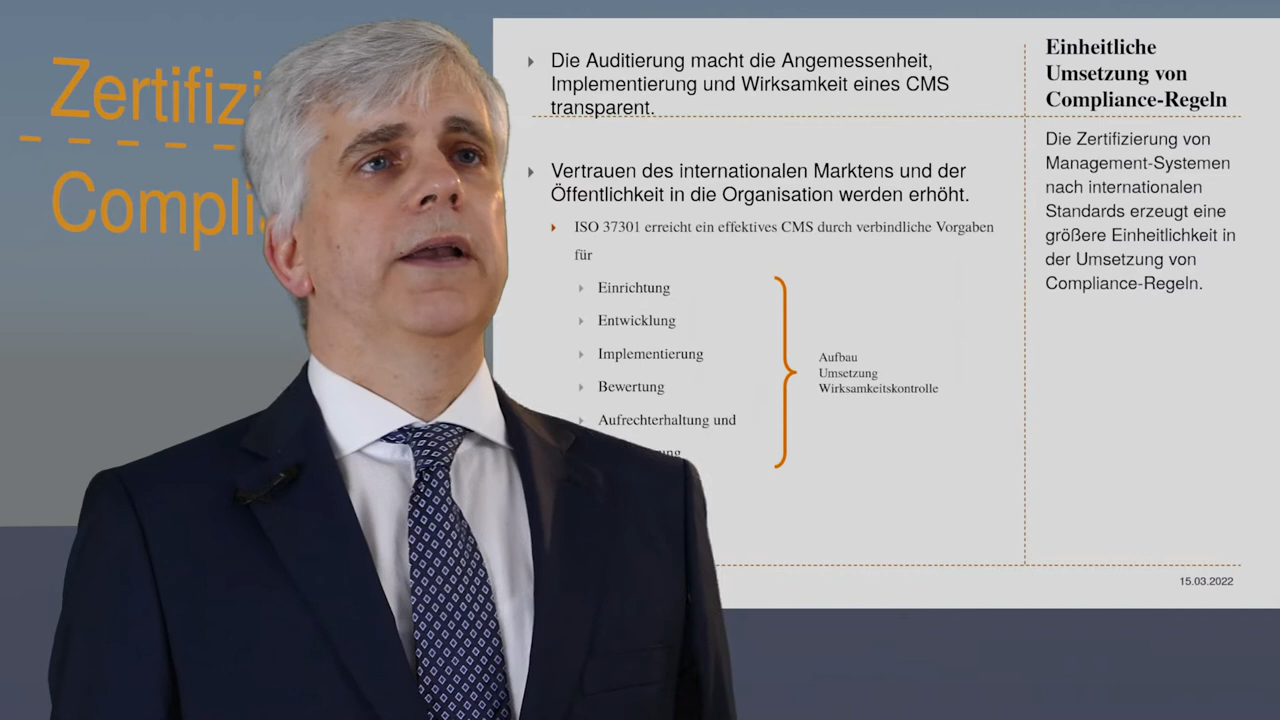 Die Auditierung macht die Angemessenheit,
Implementierung und Wirksamkeit eines CMS
transparent.
Vertrauen des internationalen Marktens und der
Öffentlichkeit in die Organisation werden erhöht.
ISO 37301 erreicht ein effektives CMS durch verbindliche Vorgaben
für
Einrichtung
Entwicklung
Implementierung
Bewertung
Aufrechterhaltung und
Aufbau
Umsetzung
Wirksamkeitskontrolle
Einheitliche
Umsetzung von
Compliance-Regeln
Die Zertifizierung von
Management-Systemen
nach internationalen
Standards erzeugt eine
größere Einheitlichkeit in
der Umsetzung von
Compliance-Regeln.
15.03.2022